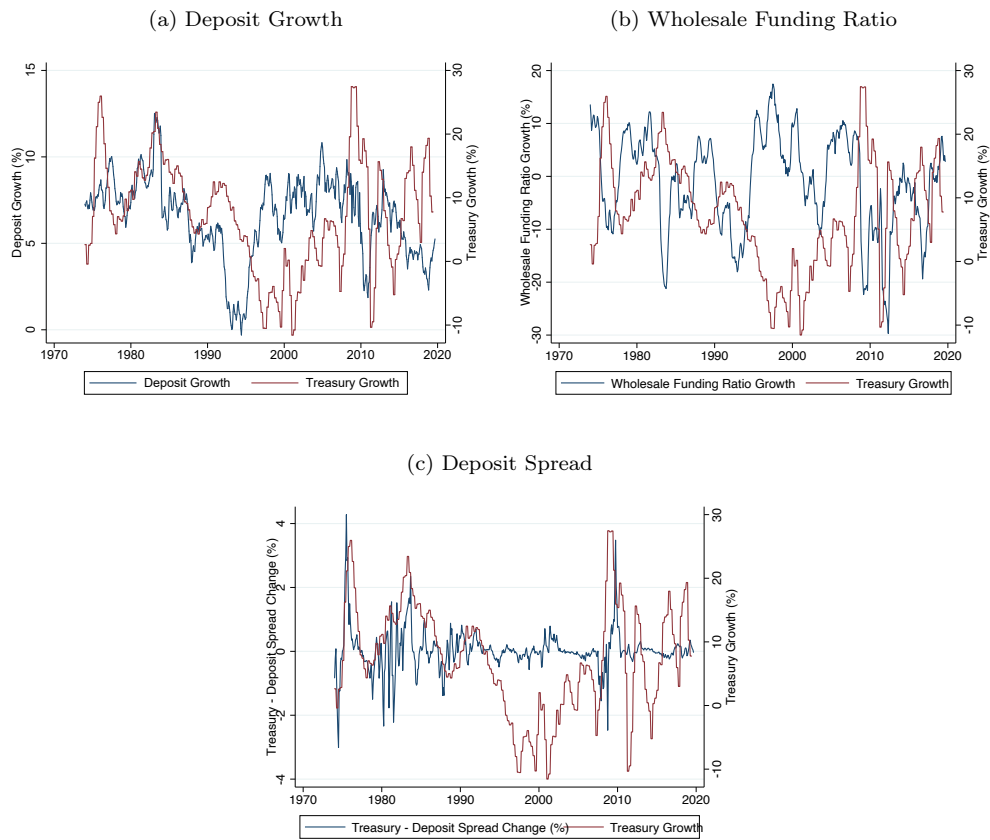 (a) Deposit Growth
(b) Wholesale Funding Ratio
Deposit Growth (%)
15
10
5
0
Treasury Growth (%)
30
20
10
0
-10
1970 1980 1990 2000 2010 2020
Deposit Growth Treasury Growth
Wholesale Funding Ratio Growth (%)
20
10
0
-10
-20
-30
Treasury Growth (%)
30
20
10
0
-10
1970 1980 1990 2000 2010 2020
Wholesale Funding Ratio Growth Treasury Growth
(c) Deposit Spread
Treasury - Deposit Spread Change (%)
4
2
0
-2
-4
Treasury Growth (%)
30
20
10
0
-10
1970 1980 1990 2000 2010 2020
Treasury - Deposit Spread Change (%) Treasury Growth